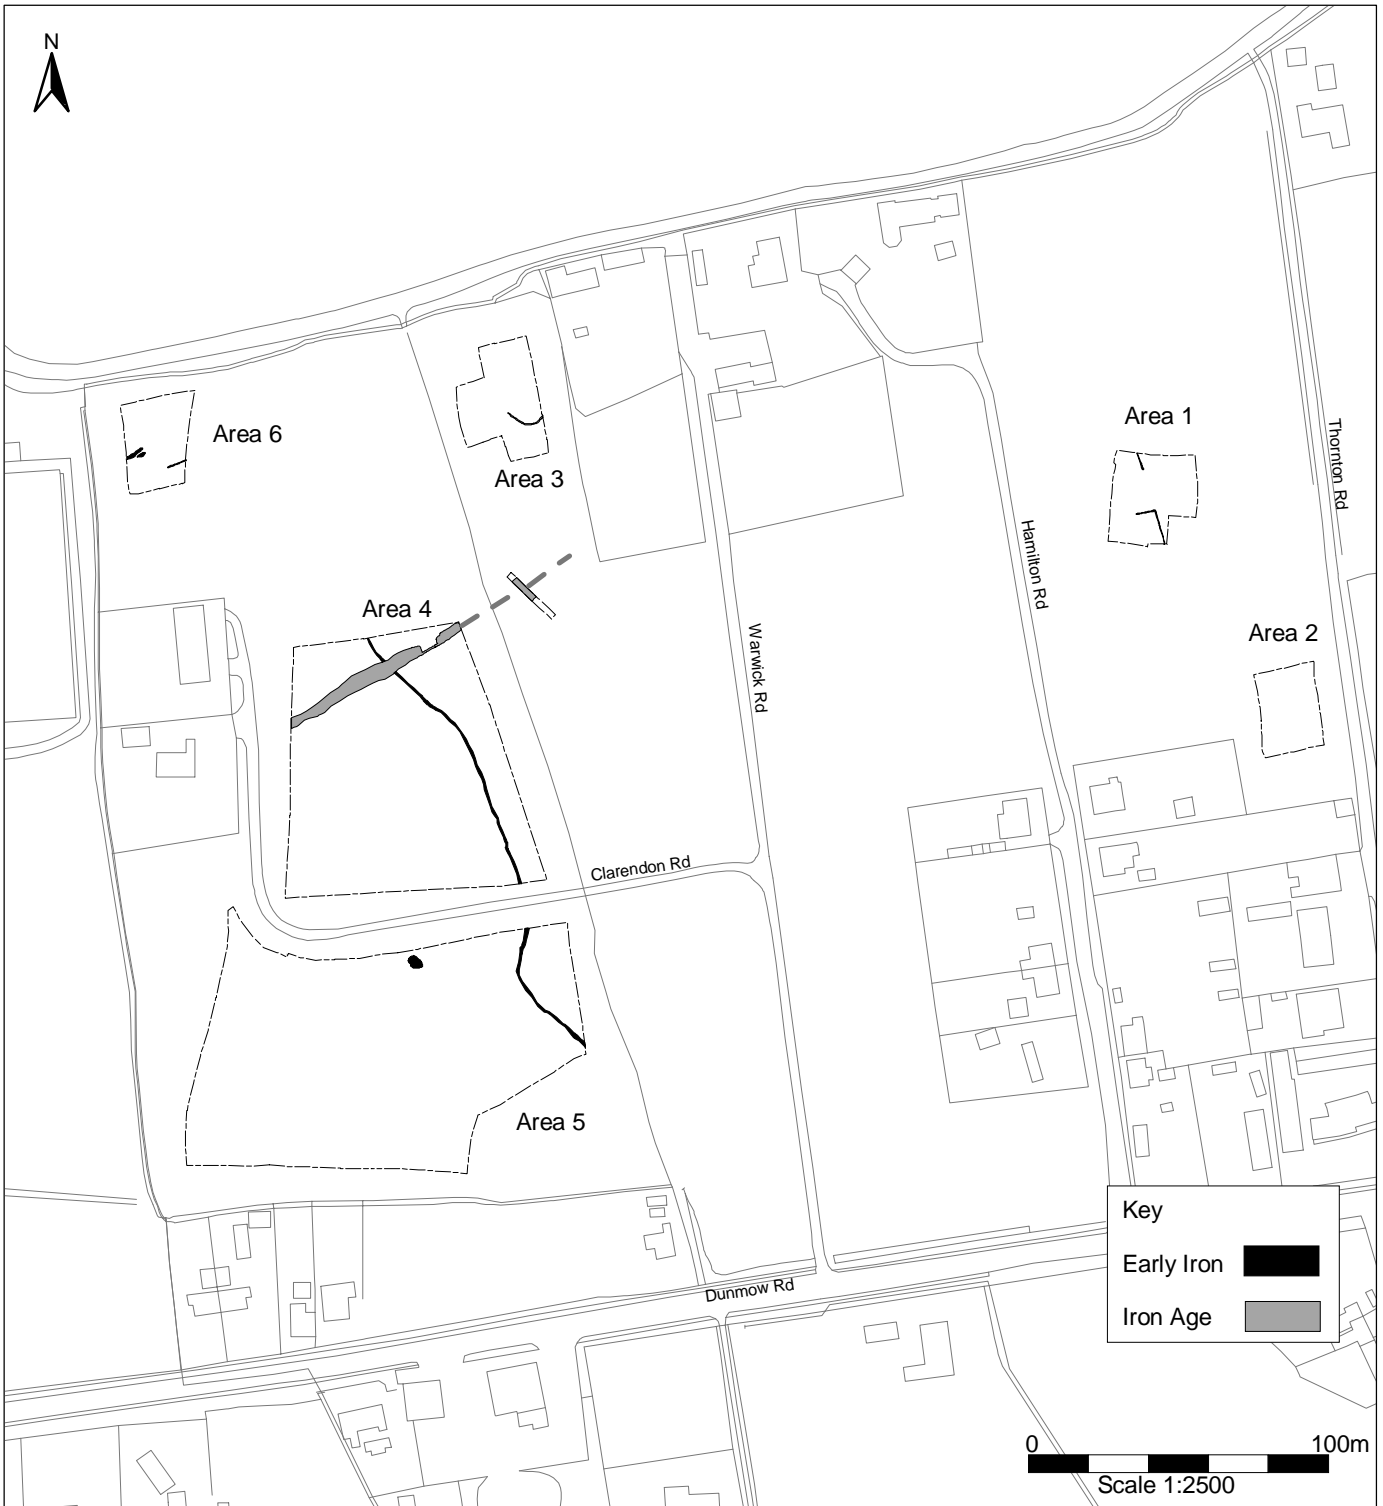 N
Area 1
Area 6
Thornton Rd
Area 3
Hamilton Rd
Area 4
Area 2
Warwick Rd
Clarendon Rd
Area 5
Key
Early Iron
Dunmow Rd
Iron Age
0 100m
Scale 1:2500